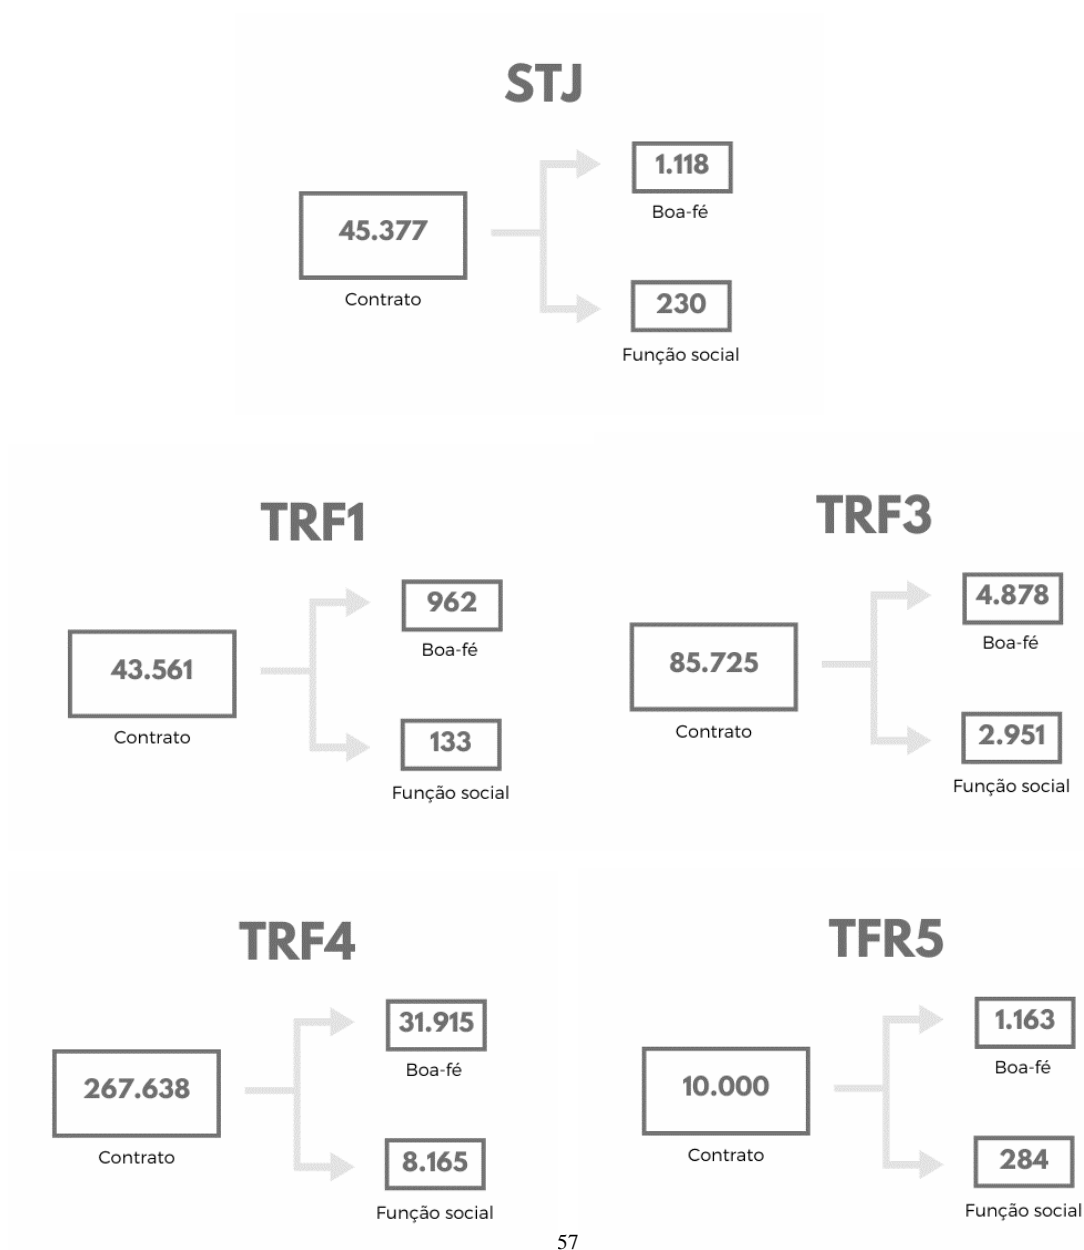 STJ
45.377
Contrato
1.118
Boa-fé
230
Função social
TRF1
43.561
Contrato
962
Boa-fé
133
Função social
TRF3
85.725
Contrato
4.878
Boa-fé
2.951
Função social
TRF4
267.638
Contrato
31.915
Boa-fé
8.165
Função social
TFR5
10.000
Contrato
1.163
Boa-fé
284
Função social
57